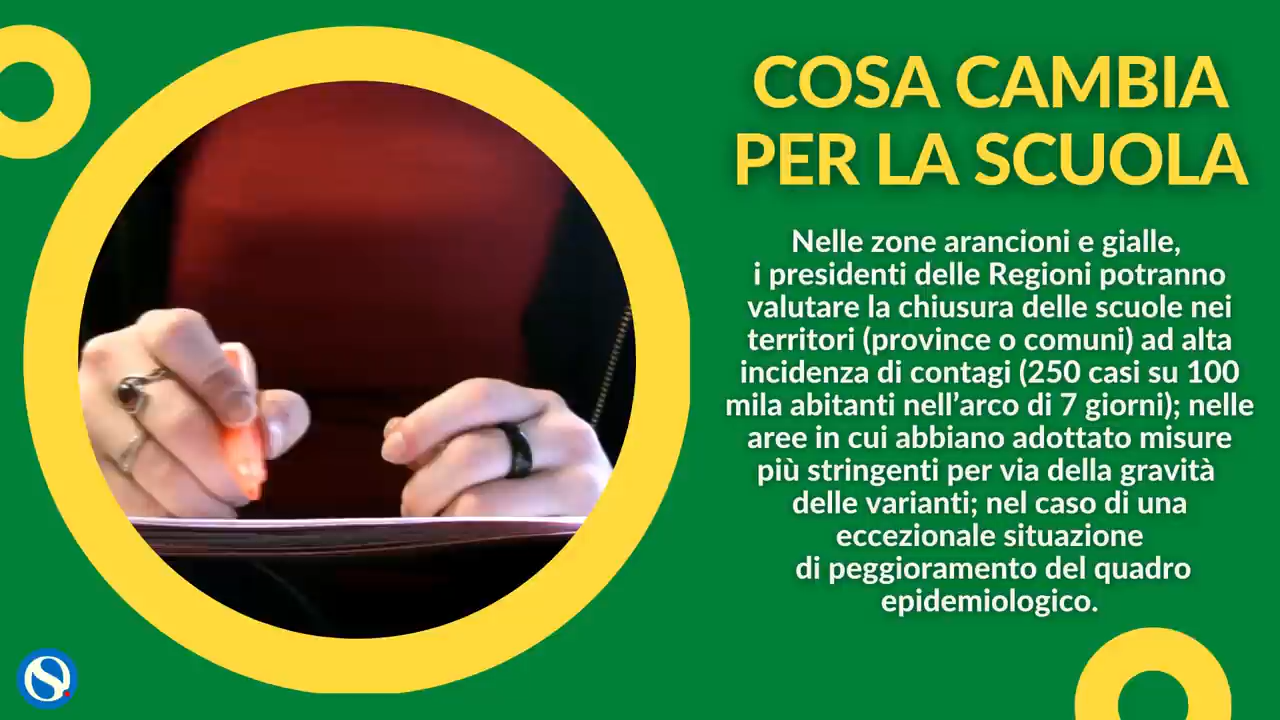 COSA CAMBIA
PER LA SCUOLA
Nelle zone arancioni e gialle,
i presidenti delle Regioni potranno
valutare la chiusura delle scuole nei
territori (province o comuni) ad alta
incidenza di contagi (250 casi su 100
mila abitanti nell'arco di 7 giorni); nelle
aree in cui abbiano adottato misure
più stringenti per via della gravità
delle varianti; nel caso di una
eccezionale situazione
di peggioramento del quadro
epidemiologico.
S